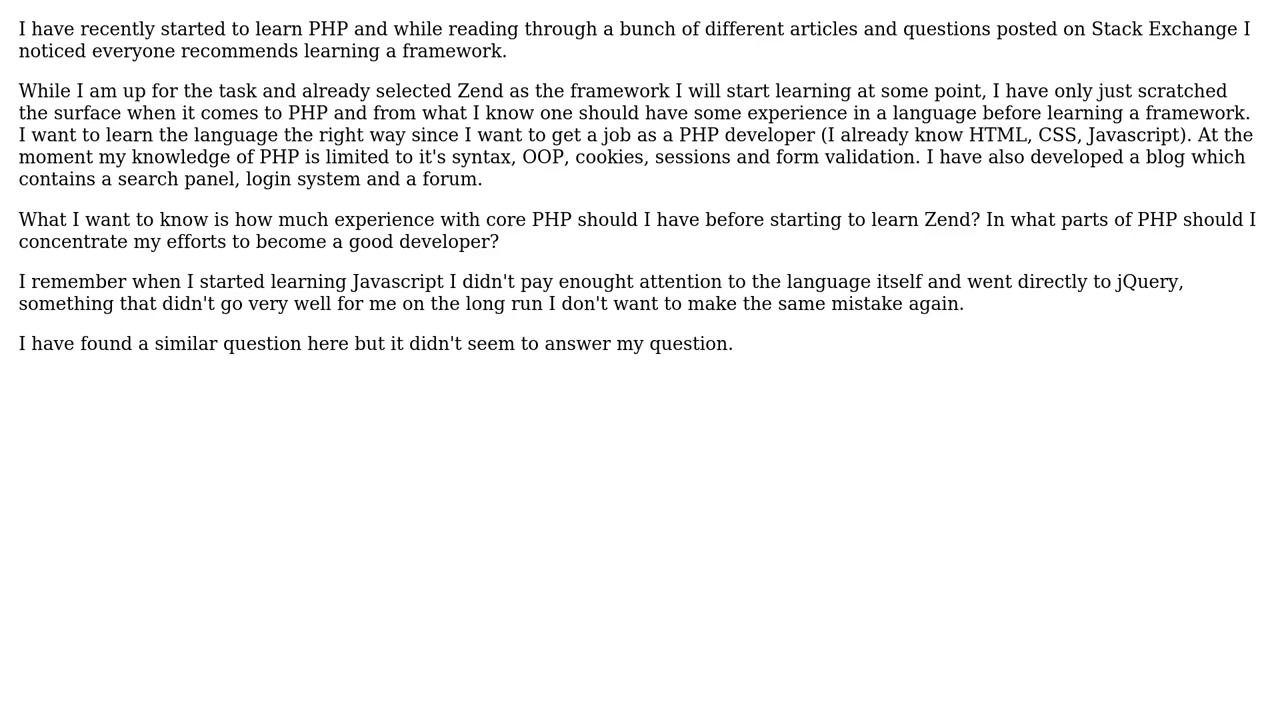 I have recently started to learn PHP and while reading through a bunch of different articles and questions posted on Stack Exchange I
noticed everyone recommends learning a framework.
While I am up for the task and already selected Zend as the framework I will start learning at some point, I have only just scratched
the surface when it comes to PHP and from what I know one should have some experience in a language before learning a framework.
I want to learn the language the right way since I want to get a job as a PHP developer (I already know HTML, CSS, Javascript). At the
moment my knowledge of PHP is limited to it's syntax, OOP, cookies, sessions and form validation. I have also developed a blog which
contains a search panel, login system and a forum.
What I want to know is how much experience with core PHP should I have before starting to learn Zend? In what parts of PHP should I
concentrate my efforts to become a good developer?
I remember when I started learning Javascript I didn't pay enought attention to the language itself and went directly to jQuery,
something that didn't go very well for me on the long run I don't want to make the same mistake again.
I have found a similar question here but it didn't seem to answer my question.